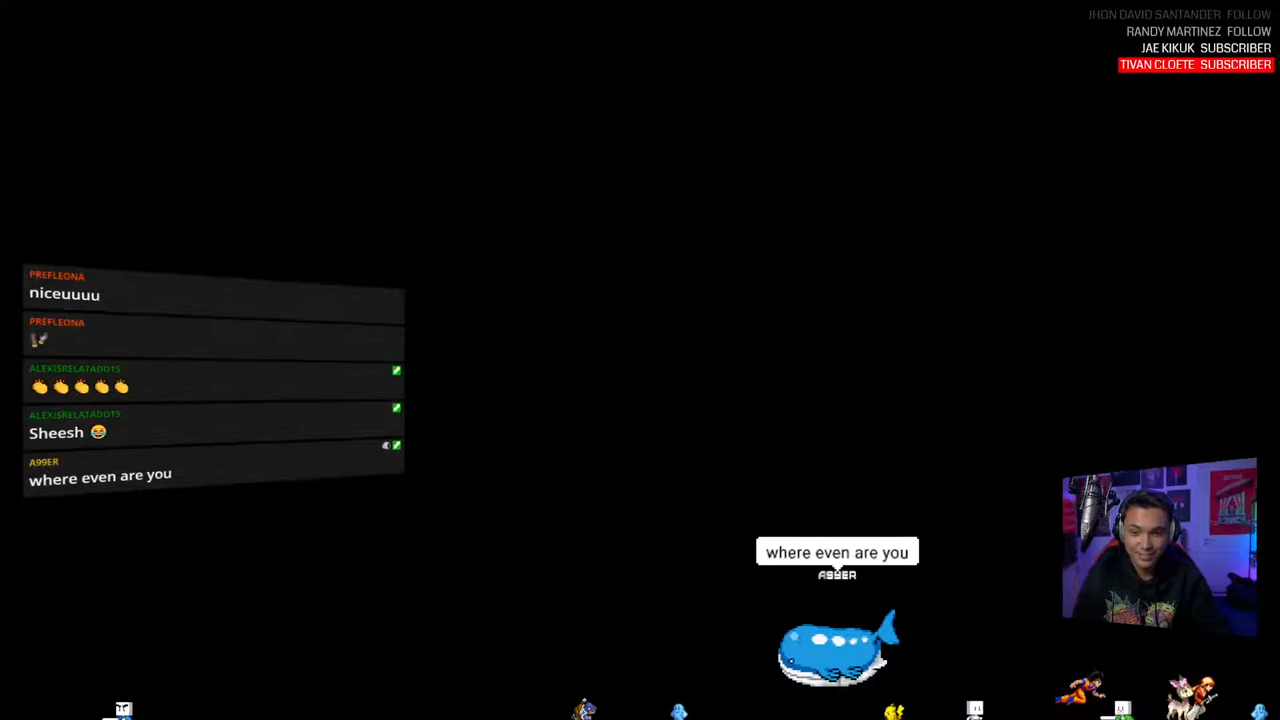 JHON DAVID SANTANDER FOLLOW
RANDY MARTINEZ FOLLOW
JAE KIKUK SUBSCRIBER
TIVAN CLOETE SUBSCRIBER
PREFLEONA
niceuuuu
PREFLEONA
ALEXISRELATADO15
👏👏👏👏👏
ALEXISRELATADO15
Sheesh 😂
A99ER
where even are you
where even are you
A99ER